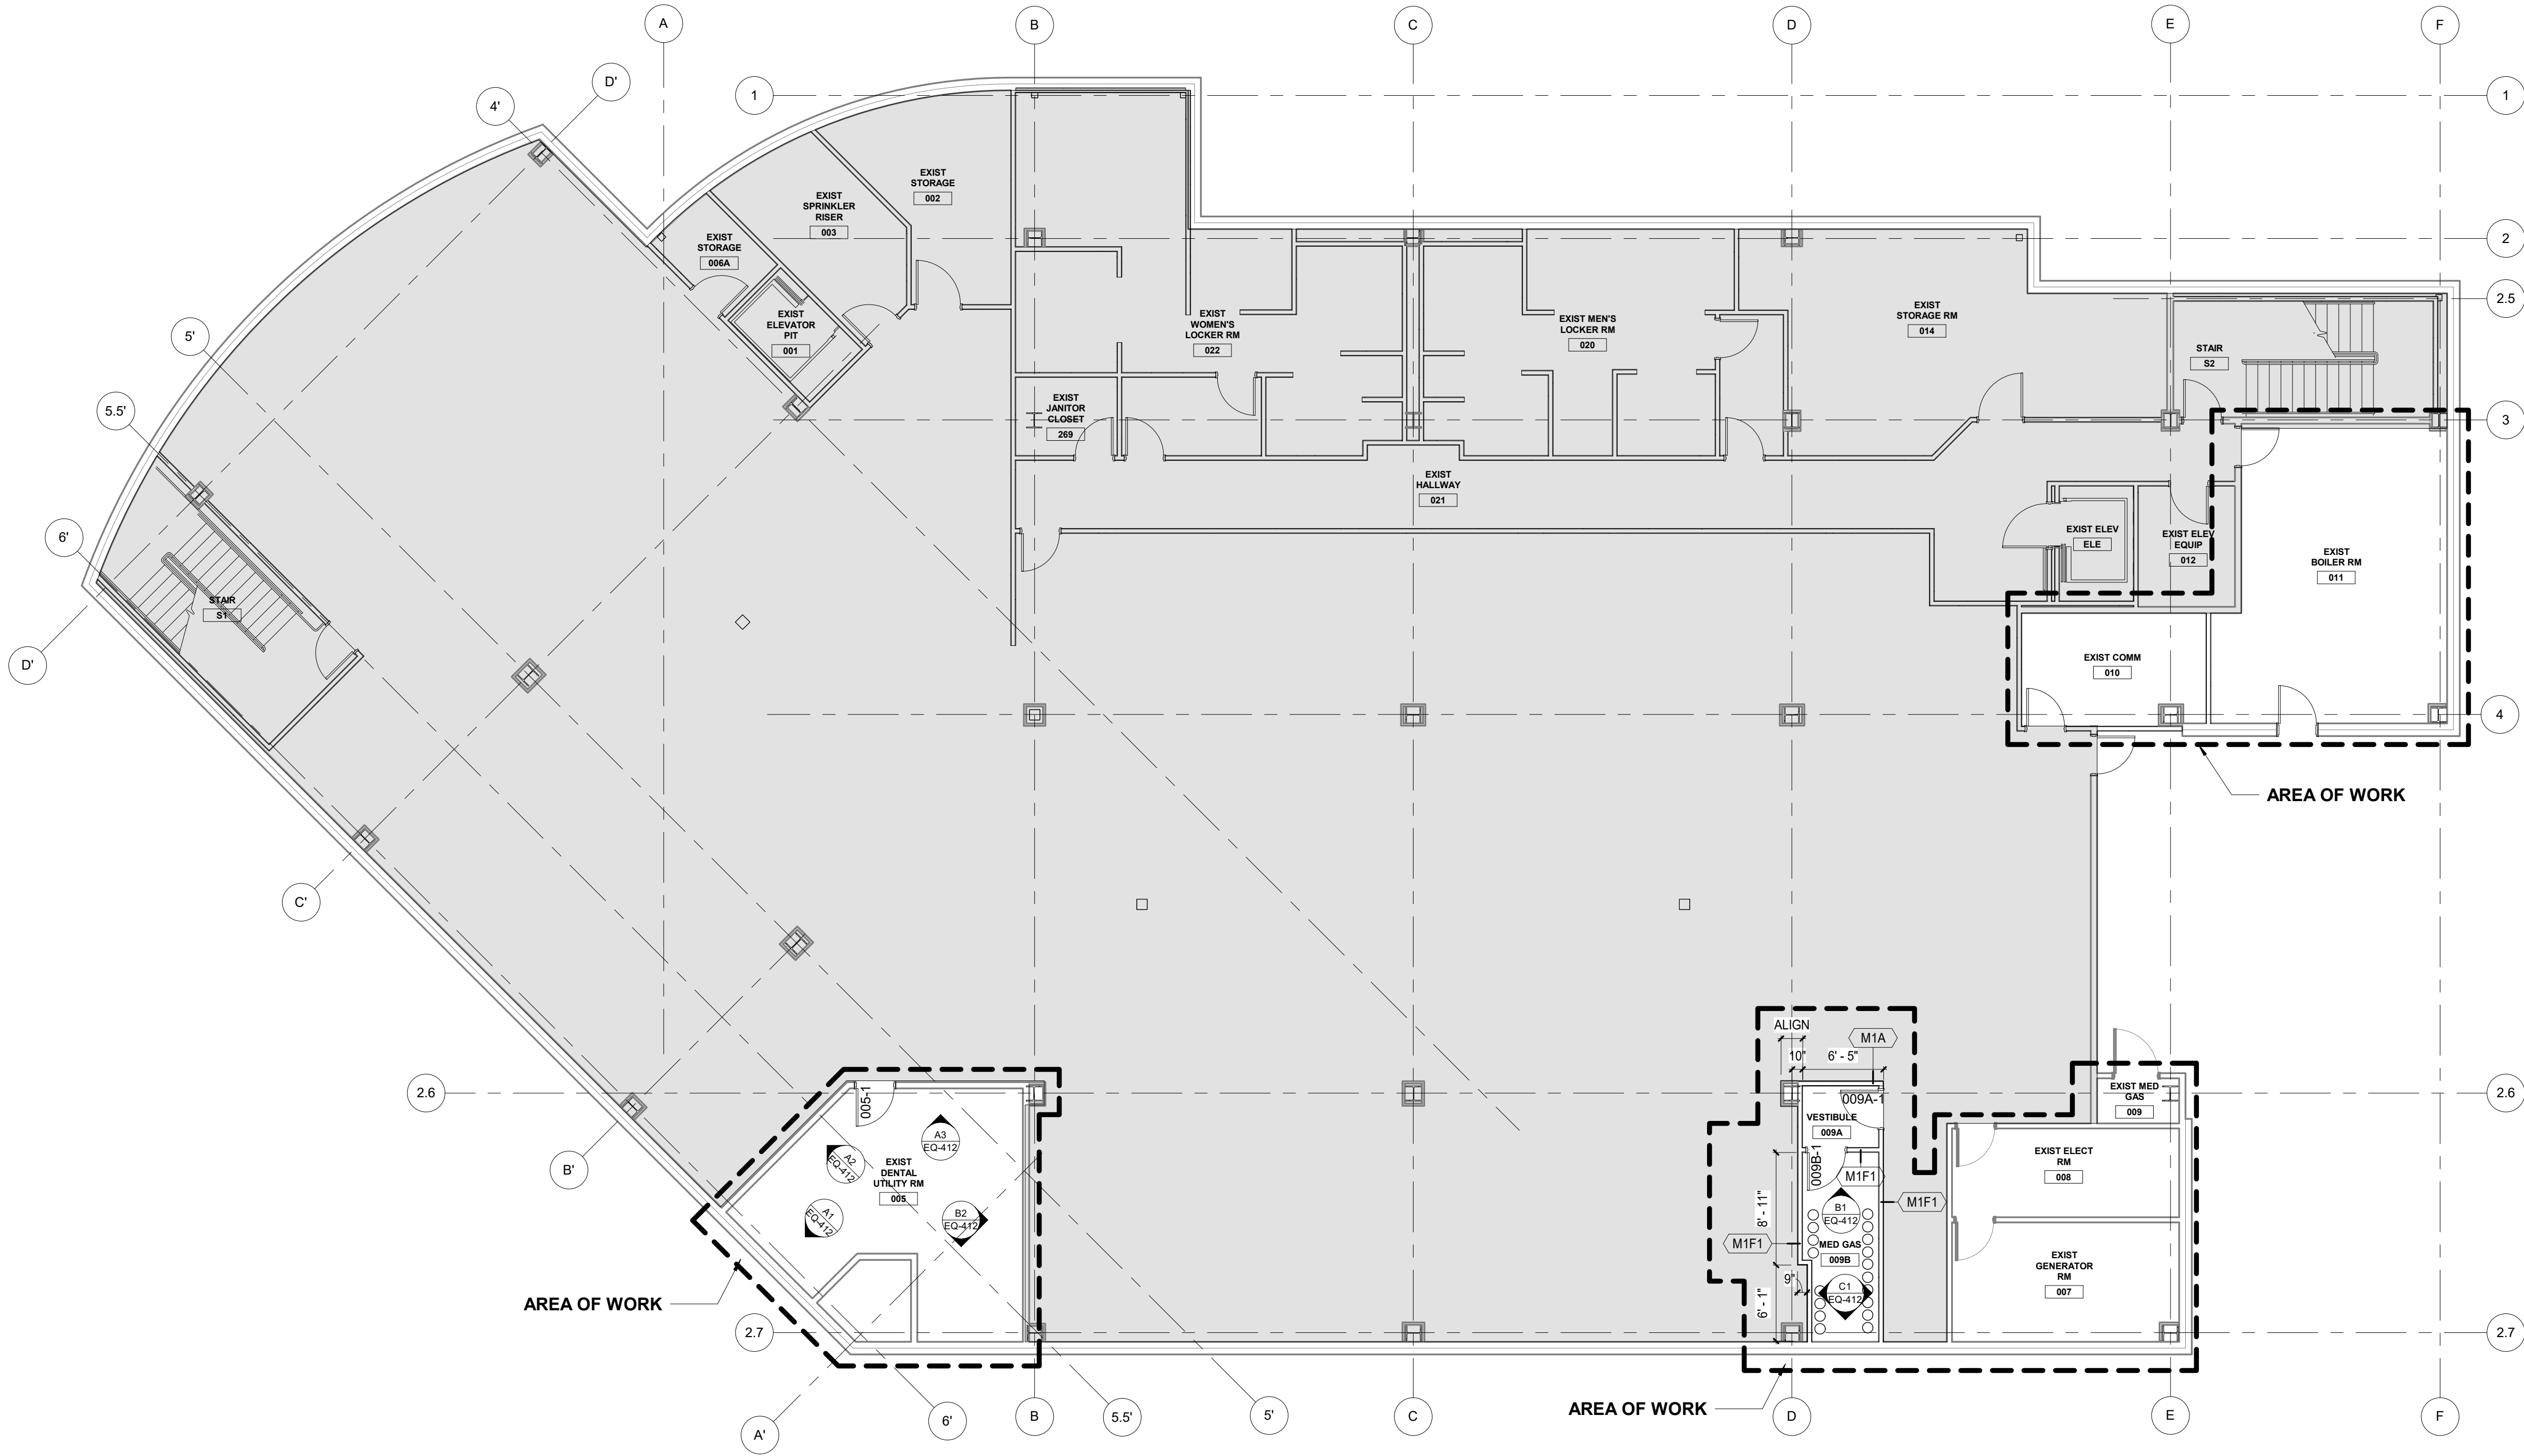 A
B
C
D
E
F
D'
4'
1
1
EXIST
STORAGE
002
EXIST
SPRINKLER
RISER
003
EXIST
STORAGE
006A
2
2.5
EXIST
ELEVATOR
PIT
001
EXIST
WOMEN'S
LOCKER RM
022
EXIST MEN'S
LOCKER RM
020
EXIST
STORAGE RM
014
STAIR
S2
5'
5.5'
EXIST
JANITOR
CLOSET
269
3
EXIST
HALLWAY
021
6'
EXIST ELEV
ELE
EXIST ELEV
EQUIP
012
EXIST
BOILER RM
011
STAIR
S1
D'
EXIST COMM
010
4
AREA OF WORK
C'
ALIGN
10"
6' - 5"
M1A
2.6
005-1
009A-1
EXIST MED
GAS
009
2.6
VESTIBULE
009A
A3
EQ-412
A2
EQ-412
EXIST
DENTAL
UTILITY RM
005
B'
009B-1
M1F1
EXIST ELECT
RM
008
A1
EQ-412
B2
EQ-412
8' - 11"
B1
EQ-412
M1F1
M1F1
MED GAS
009B
EXIST
GENERATOR
RM
007
9"
6' - 1"
C1
EQ-412
AREA OF WORK
2.7
2.7
AREA OF WORK
A'
6'
B
5.5'
5'
C
D
E
F